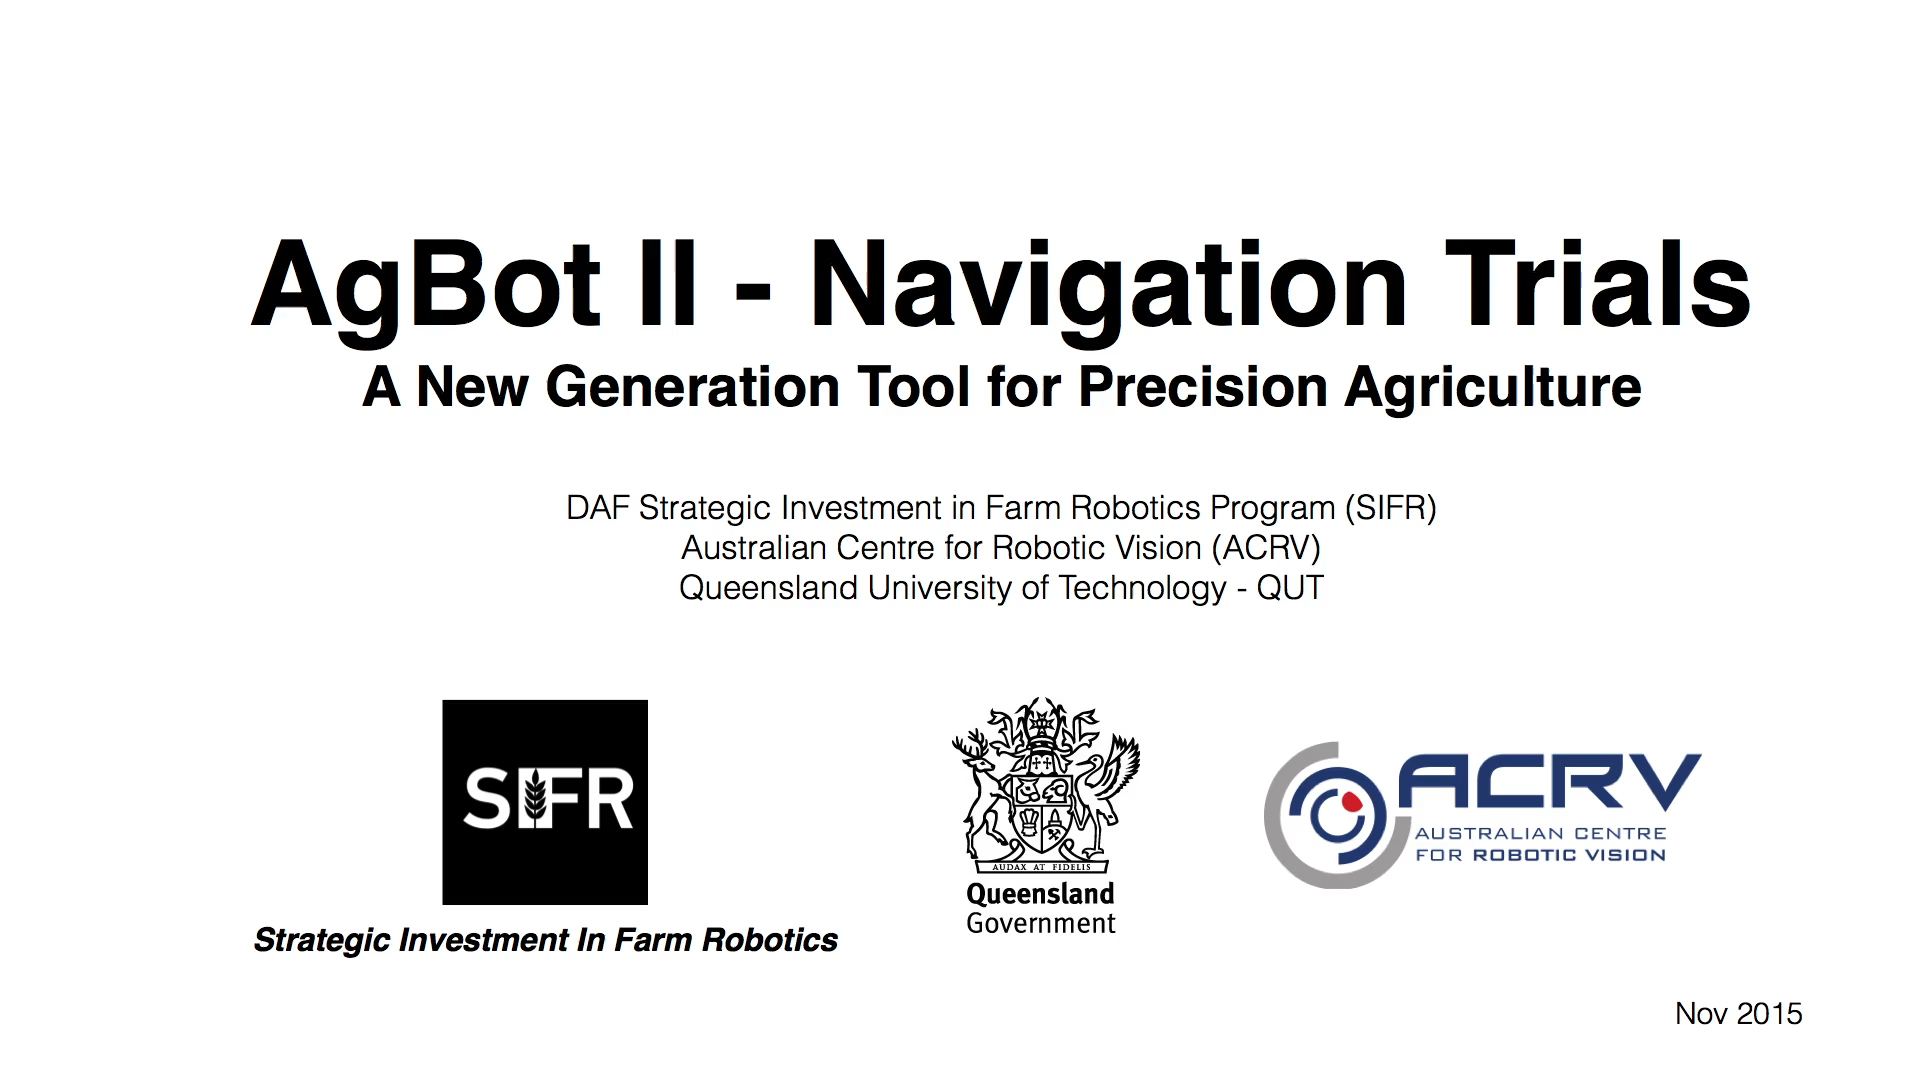 AgBot II - Navigation Trials
A New Generation Tool for Precision Agriculture
DAF Strategic Investment in Farm Robotics Program (SIFR)
Australian Centre for Robotic Vision (ACRV)
Queensland University of Technology - QUT
SIFR
Strategic Investment In Farm Robotics
AUDAX AT FIDELIS
Queensland
Government
ACRV
AUSTRALIAN CENTRE
FOR ROBOTIC VISION
Nov 2015